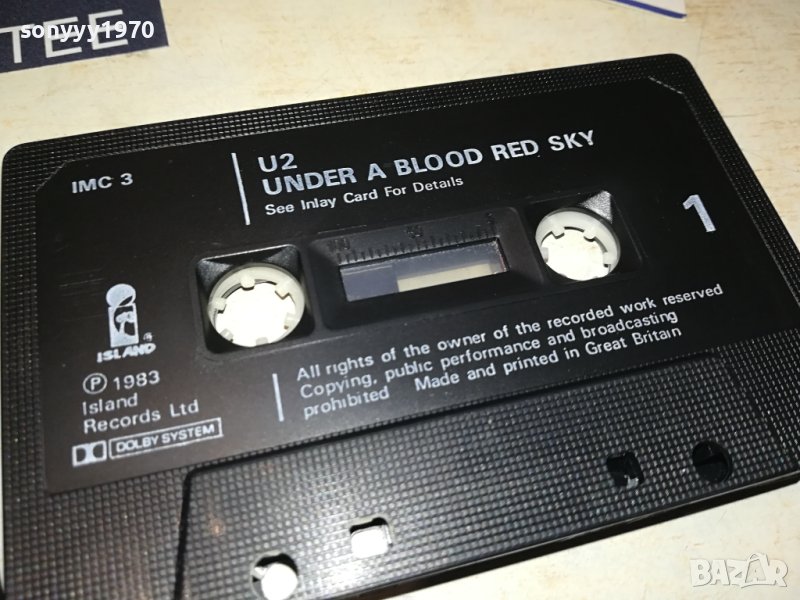 sonyyy1970
TEE
IMC 3
U2
UNDER A BLOOD RED SKY
See Inlay Card For Details
1
ISLAND
℗ 1983
Island
Records Ltd
DOLBY SYSTEM
All rights of the owner of the recorded work reserved
Copying, public performance and broadcasting
prohibited Made and printed in Great Britain
BAZAR